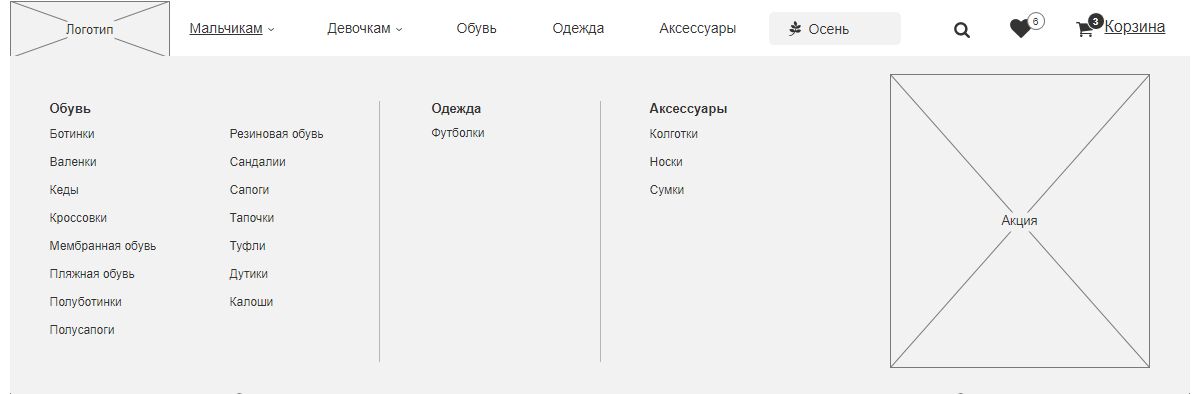 Логотип
Мальчикам
Девочкам
Обувь
Одежда
Аксессуары
Осень
6
3
Корзина
Обувь
Ботинки
Валенки
Кеды
Кроссовки
Мембранная обувь
Пляжная обувь
Полуботинки
Полусапоги
Резиновая обувь
Сандалии
Сапоги
Тапочки
Туфли
Дутики
Калоши
Одежда
Футболки
Аксессуары
Колготки
Носки
Сумки
Акция